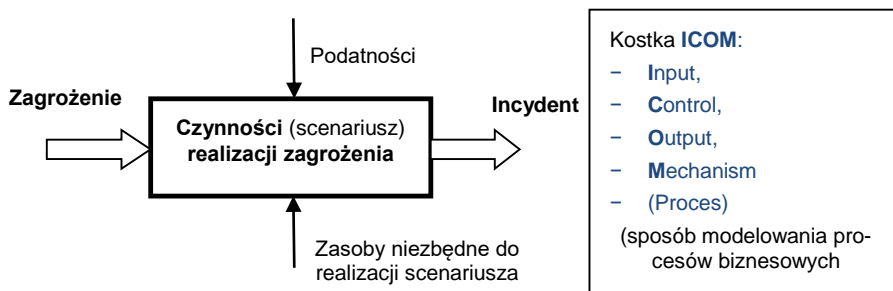 Podatności
Zagrożenie
Czynności (scenariusz)
realizacji zagrożenia
Incydent
Zasoby niezbędne do
realizacji scenariusza
Kostka ICOM:
− Input,
− Control,
− Output,
− Mechanism
− (Proces)
(sposób modelowania pro-
cesów biznesowych